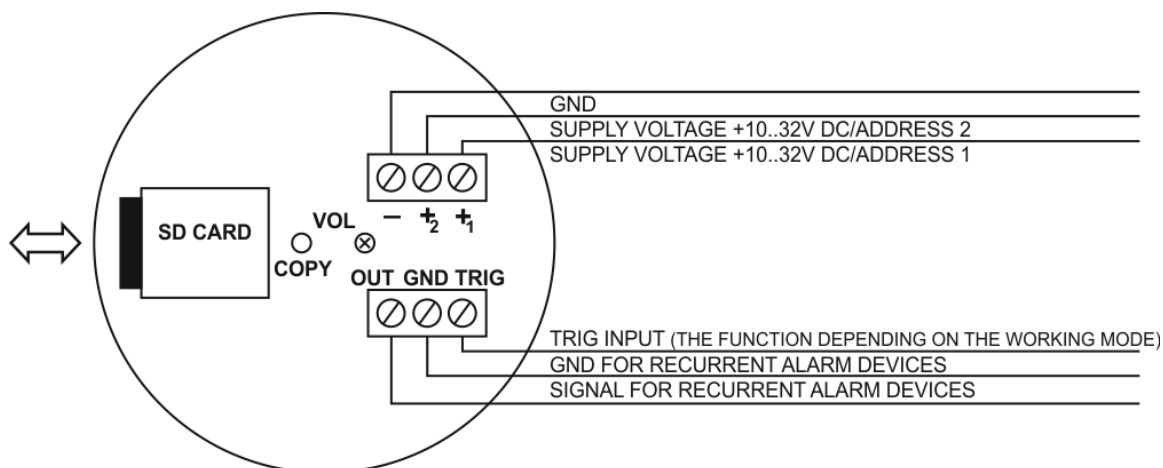 GND
SUPPLY VOLTAGE +10..32V DC/ADDRESS 2
SUPPLY VOLTAGE +10..32V DC/ADDRESS 1
− +2 +1
VOL
SD CARD
COPY
OUT GND TRIG
TRIG INPUT (THE FUNCTION DEPENDING ON THE WORKING MODE)
GND FOR RECURRENT ALARM DEVICES
SIGNAL FOR RECURRENT ALARM DEVICES